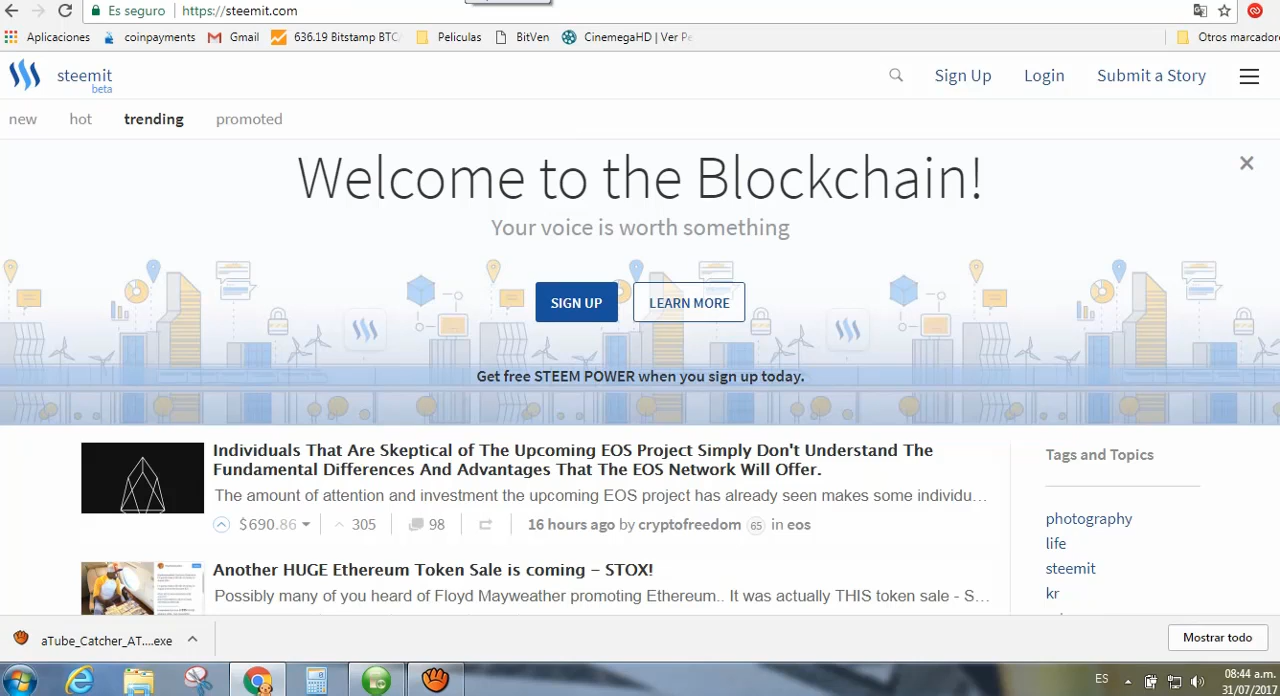 Es seguro
https://steemit.com
Aplicaciones
coinpayments
Gmail
636.19 Bitstamp BTC/
Peliculas
BitVen
CinemegaHD | Ver Pe
Otros marcador
steemit
beta
Sign Up
Login
Submit a Story
new
hot
trending
promoted
Welcome to the Blockchain!
Your voice is worth something
SIGN UP
LEARN MORE
Get free STEEM POWER when you sign up today.
Individuals That Are Skeptical of The Upcoming EOS Project Simply Don't Understand The
Fundamental Differences And Advantages That The EOS Network Will Offer.
The amount of attention and investment the upcoming EOS project has already seen makes some individu...
$690.86
305
98
16 hours ago by cryptofreedom 65 in eos
Another HUGE Ethereum Token Sale is coming – STOX!
Possibly many of you heard of Floyd Mayweather promoting Ethereum.. It was actually THIS token sale - S...
Tags and Topics
photography
life
steemit
kr
aTube_Catcher_AT....exe
Mostrar todo
ES
08:44 a.m.
31/07/2017